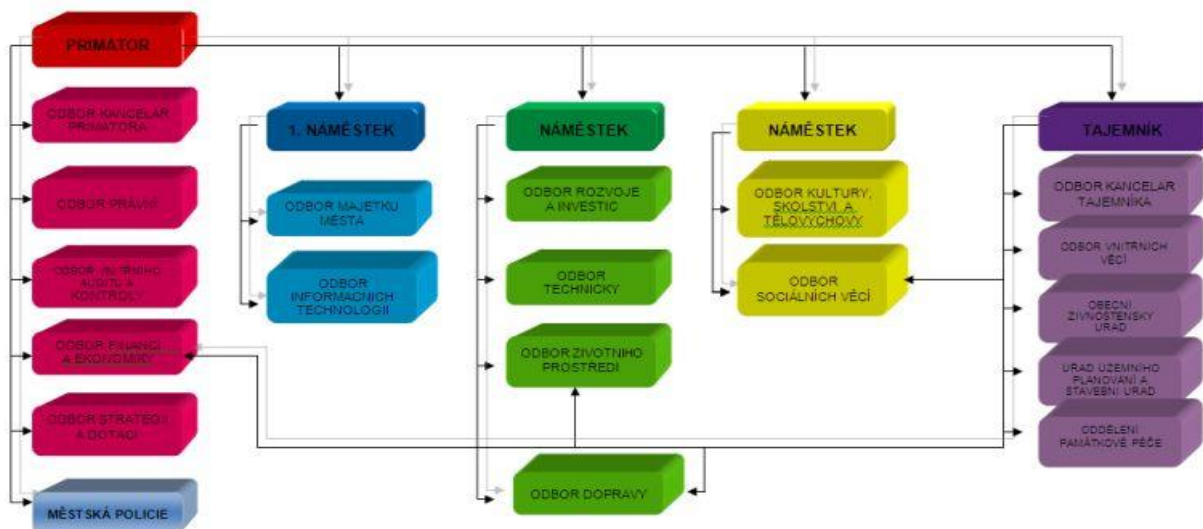 PRIMÁTOR
ODBOR KANCELÁŘ
PRIMÁTORA
ODBOR PRÁVNÍ
ODBOR VNITŘNÍHO
AUDITU A
KONTROLY
ODBOR FINANCÍ
A EKONOMIKY
ODBOR STRATEGIÍ
A DOTACÍ
MĚSTSKÁ POLICIE
1. NÁMĚSTEK
ODBOR MAJETKU
MĚSTA
ODBOR
INFORMAČNÍCH
TECHNOLOGIÍ
NÁMĚSTEK
ODBOR ROZVOJE
A INVESTIC
ODBOR
TECHNICKÝ
ODBOR ŽIVOTNÍHO
PROSTŘEDÍ
ODBOR DOPRAVY
NÁMĚSTEK
ODBOR KULTURY,
ŠKOLSTVÍ A
TĚLOVÝCHOVY
ODBOR
SOCIÁLNÍCH VĚCÍ
TAJEMNÍK
ODBOR KANCELÁŘ
TAJEMNÍKA
ODBOR VNITŘNÍCH
VĚCÍ
OBECNÍ
ŽIVNOSTENSKÝ
ÚŘAD
ÚŘAD ÚZEMNÍHO
PLÁNOVÁNÍ A
STAVEBNÍ ÚŘAD
ODDĚLENÍ
PAMÁTKOVÉ PÉČE